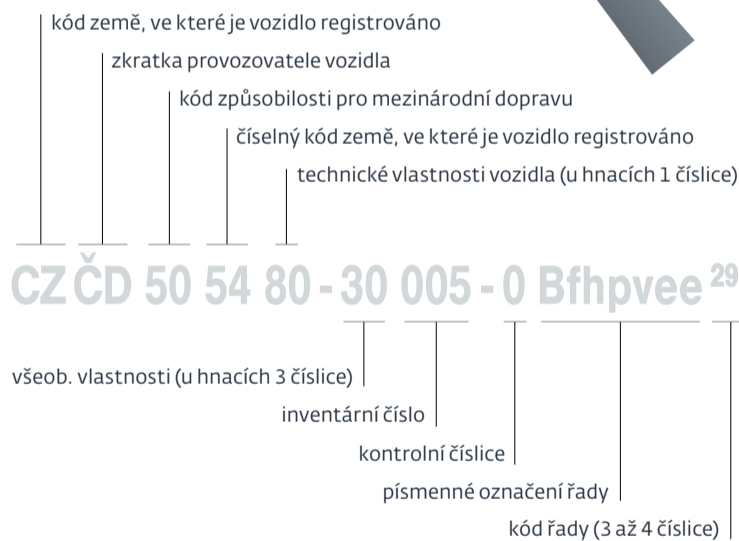 kód země, ve které je vozidlo registrováno
zkratka provozovatele vozidla
kód způsobilosti pro mezinárodní dopravu
číselný kód země, ve které je vozidlo registrováno
technické vlastnosti vozidla (u hnacích 1 číslice)
CZ ČD 50 54 80 - 30 005 - 0 Bfhpvee 29
všeob. vlastnosti (u hnacích 3 číslice)
inventární číslo
kontrolní číslice
písmenné označení řady
kód řady (3 až 4 číslice)